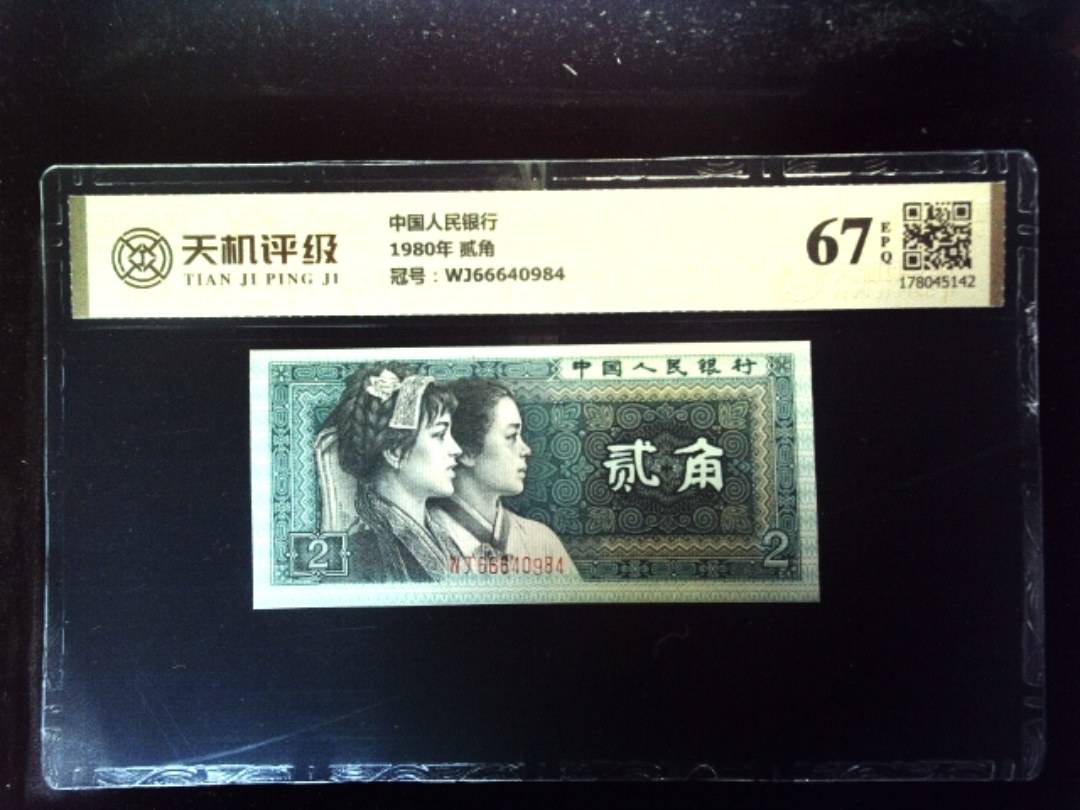 天机评级
TIAN JI PING JI
中国人民银行
1980年 贰角
冠号：WJ66640984
67
EPQ
178045142
中国人民银行
贰角
2
2
WJ66640984